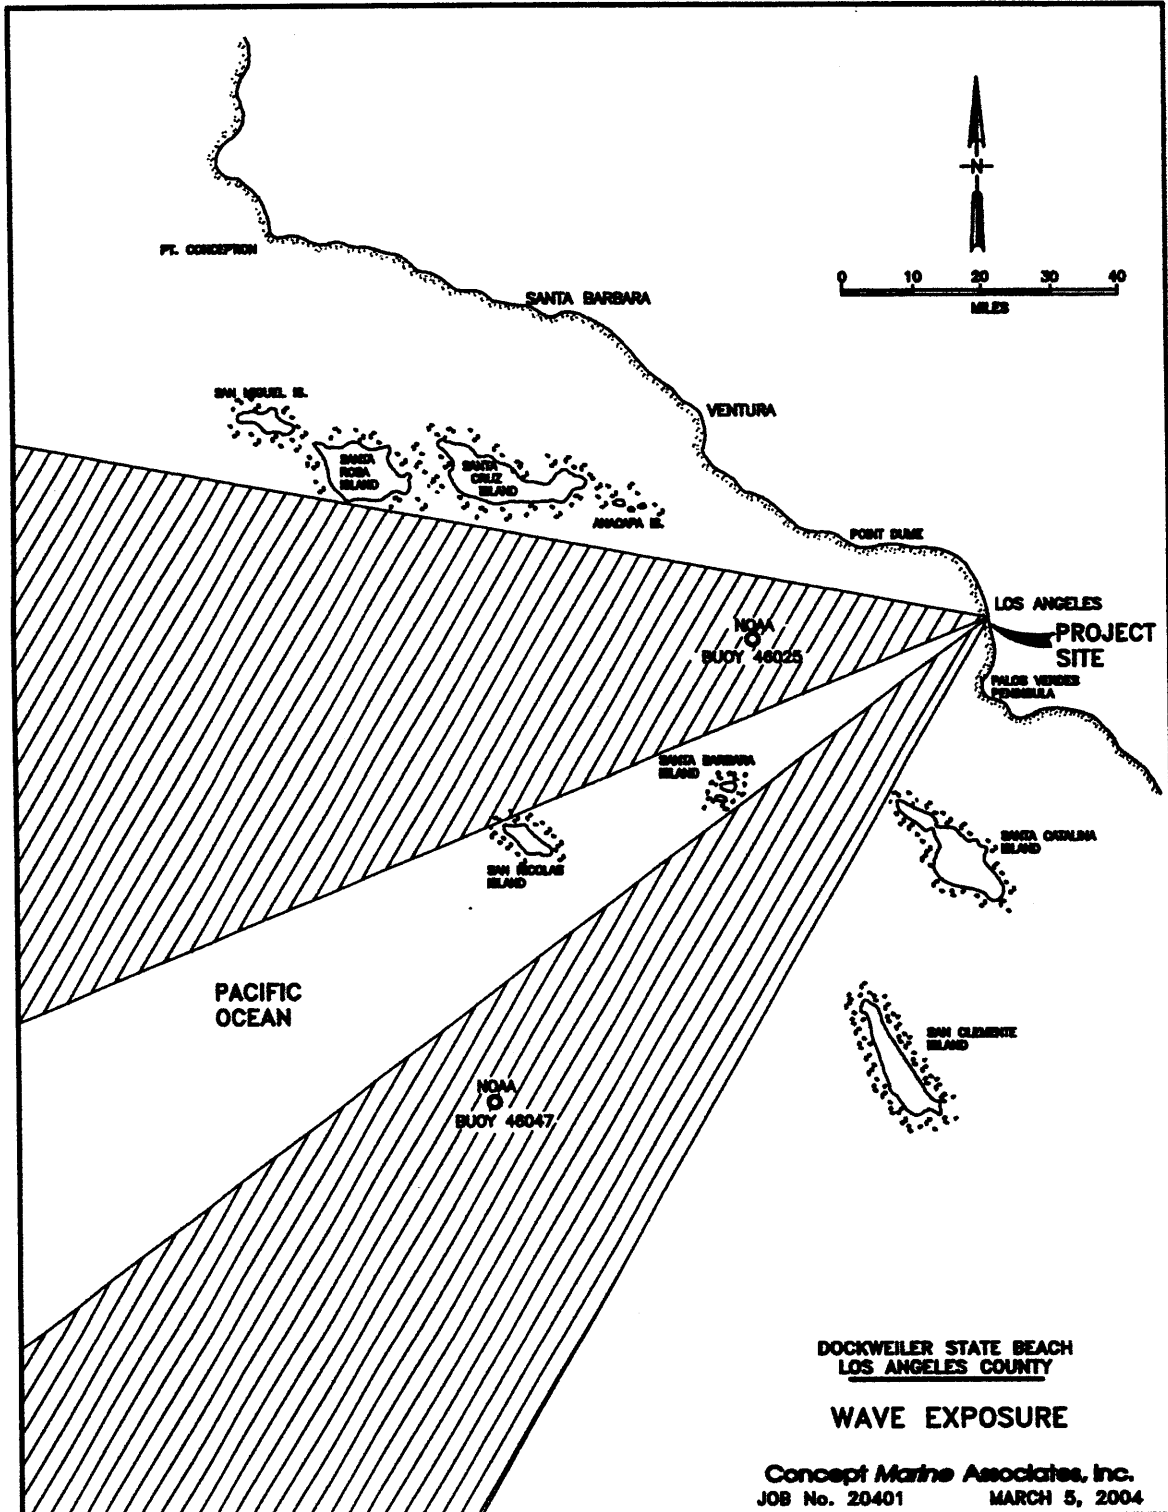 N
0 10 20 30 40
MILES
PT. CONCEPTION
SANTA BARBARA
SAN MIGUEL IS.
VENTURA
SANTA
ROSA
ISLAND
SANTA
CRUZ
ISLAND
ANACAPA IS.
POINT DUME
LOS ANGELES
PROJECT
SITE
NOAA
BUOY 46025
PALOS VERDES
PENINSULA
SANTA BARBARA
ISLAND
SANTA CATALINA
ISLAND
SAN NICOLAS
ISLAND
PACIFIC
OCEAN
SAN CLEMENTE
ISLAND
NOAA
BUOY 46047
DOCKWEILER STATE BEACH
LOS ANGELES COUNTY
WAVE EXPOSURE
Concept Marine Associates, Inc.
JOB No. 20401 MARCH 5, 2004